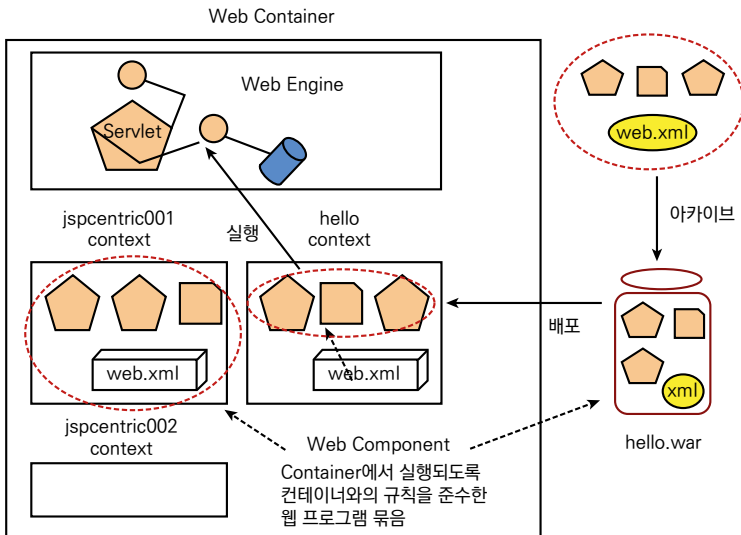 Web Container
Web Engine
Servlet
web.xml
아카이브
jspcentric001
context
실행
hello
context
web.xml
web.xml
배포
xml
hello.war
jspcentric002
context
Web Component
Container에서 실행되도록
컨테이너와의 규칙을 준수한
웹 프로그램 묶음